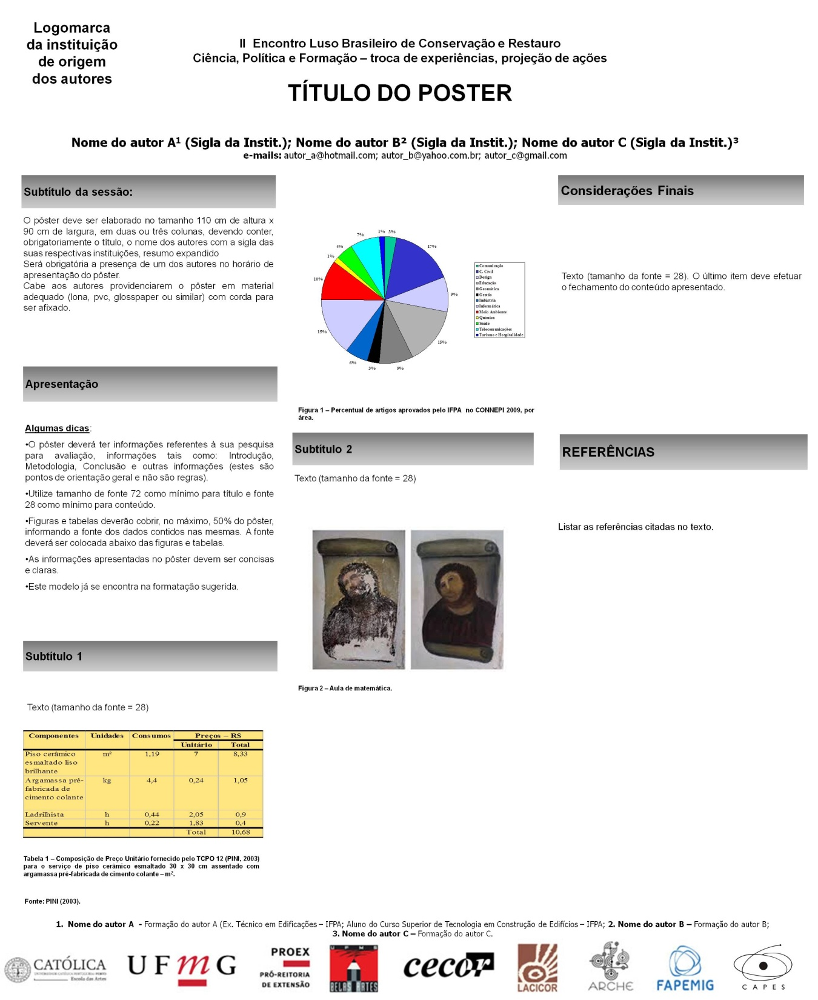 Logomarca
da instituição
de origem
dos autores
II Encontro Luso Brasileiro de Conservação e Restauro
Ciência, Política e Formação – troca de experiências, projeção de ações
TÍTULO DO POSTER
Nome do autor A¹ (Sigla da Instit.); Nome do autor B² (Sigla da Instit.); Nome do autor C (Sigla da Instit.)³
e-mails: autor_a@hotmail.com; autor_b@yahoo.com.br; autor_c@gmail.com
Subtítulo da sessão:
O pôster deve ser elaborado no tamanho 110 cm de altura x
90 cm de largura, em duas ou três colunas, devendo conter,
obrigatoriamente o título, o nome dos autores com a sigla das
suas respectivas instituições, resumo expandido
Será obrigatória a presença de um dos autores no horário de
apresentação do pôster.
Cabe aos autores providenciarem o pôster em material
adequado (lona, pvc, glosspaper ou similar) com corda para
ser afixado.
Apresentação
Algumas dicas:
•O pôster deverá ter informações referentes à sua pesquisa
para avaliação, informações tais como: Introdução,
Metodologia, Conclusão e outras informações (estes são
pontos de orientação geral e não são regras).
•Utilize tamanho de fonte 72 como mínimo para título e fonte
28 como mínimo para conteúdo.
•Figuras e tabelas deverão cobrir, no máximo, 50% do pôster,
informando a fonte dos dados contidos nas mesmas. A fonte
deverá ser colocada abaixo das figuras e tabelas.
•As informações apresentadas no pôster devem ser concisas
e claras.
•Este modelo já se encontra na formatação sugerida.
Subtítulo 1
Texto (tamanho da fonte = 28)
Componentes Unidades Consumos Preços – R$
Unitário Total
Piso cerâmico m² 1,19 7 8,33
esmaltado liso
brilhante
Argamassa pré- kg 4,4 0,24 1,05
fabricada de
cimento colante
Ladrilhista h 0,44 2,05 0,9
Servente h 0,22 1,83 0,4
Total 10,68
Tabela 1 – Composição de Preço Unitário fornecido pelo TCPO 12 (PINI, 2003)
para o serviço de piso cerâmico esmaltado 30 x 30 cm assentado com
argamassa pré-fabricada de cimento colante – m².
Fonte: PINI (2003).
1% 3%
7%
17%
4%
1%
10%
9%
15%
15%
6%
3%
9%
Comunicação
C. Civil
Design
Educação
Geomática
Gestão
Indústria
Informática
Meio Ambiente
Química
Saúde
Telecomunicações
Turismo e Hospitalidade
Figura 1 – Percentual de artigos aprovados pelo IFPA no CONNEPI 2009, por
área.
Subtítulo 2
Texto (tamanho da fonte = 28)
Figura 2 – Aula de matemática.
Considerações Finais
Texto (tamanho da fonte = 28). O último item deve efetuar
o fechamento do conteúdo apresentado.
REFERÊNCIAS
Listar as referências citadas no texto.
1. Nome do autor A - Formação do autor A (Ex. Técnico em Edificações – IFPA; Aluno do Curso Superior de Tecnologia em Construção de Edifícios – IFPA; 2. Nome do autor B – Formação do autor B;
3. Nome do autor C – Formação do autor C.
CATÓLICA
Escola das Artes
UFMG
PROEX
PRÓ-REITORIA
DE EXTENSÃO
UFMG
BELAS ARTES
cecor
LACICOR
ARCHE
FAPEMIG
CAPES